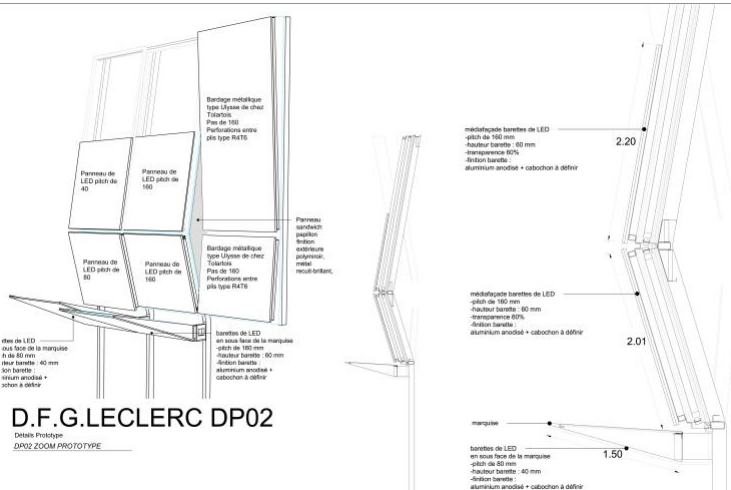 Bardage métallique
type Ulysse de chez
Tolartois
Pas de 160
Perforations entre
plis type R4T6
Panneau de
LED pitch de
40
Panneau de
LED pitch de
160
Panneau de
LED pitch de
80
Panneau de
LED pitch de
160
Bardage métallique
type Ulysse de chez
Tolartois
Pas de 160
Perforations entre
plis type R4T6
Panneau
sandwich
papillon
finition
extérieure
polymiroir,
métal
recuit-brillant,
ettes de LED
sous face de la marquise
h de 80 mm
uteur barette : 40 mm
ition barette :
minium anodisé +
ochon à définir
barettes de LED
en sous face de la marquise
-pitch de 160 mm
-hauteur barette : 60 mm
-finition barette :
aluminium anodisé +
cabochon à définir
D.F.G.LECLERC DP02
Détails Prototype
DP02 ZOOM PROTOTYPE
médiafaçade barettes de LED
-pitch de 160 mm
-hauteur barette : 60 mm
-transparence 60%
-finition barette :
aluminium anodisé + cabochon à définir
2.20
médiafaçade barettes de LED
-pitch de 160 mm
-hauteur barette : 60 mm
-transparence 60%
-finition barette :
aluminium anodisé + cabochon à définir
2.01
marquise
barettes de LED
en sous face de la marquise
-pitch de 80 mm
-hauteur barette : 40 mm
-finition barette :
aluminium anodisé + cabochon à définir
1.50